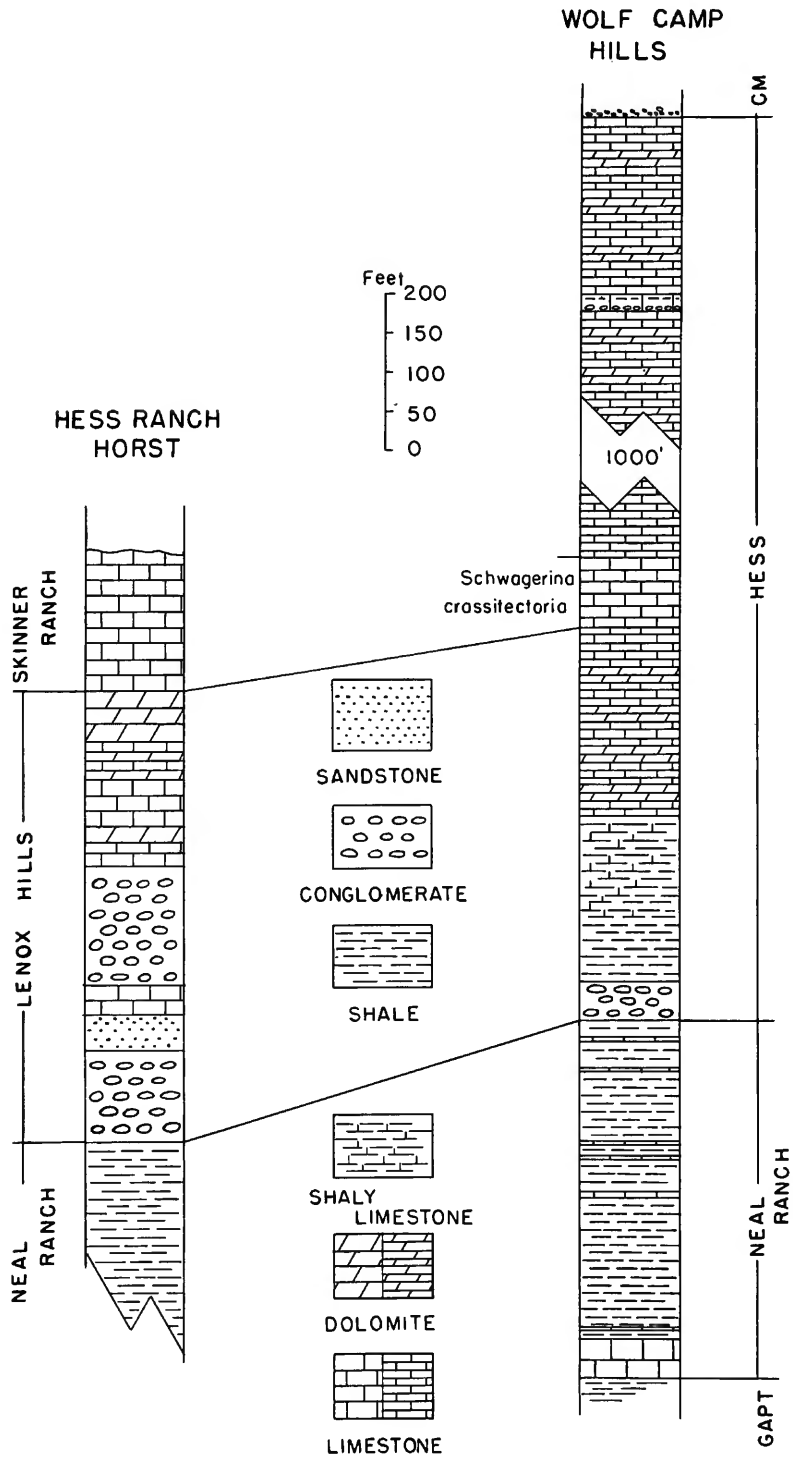 WOLF CAMP
HILLS
CM
Feet
200
150
100
50
0
HESS RANCH
HORST
1000'
HESS
Schwagerina
crassitectoria
SKINNER
RANCH
SANDSTONE
CONGLOMERATE
LENOX HILLS
SHALE
SHALY
LIMESTONE
NEAL
RANCH
NEAL
RANCH
DOLOMITE
LIMESTONE
GAPT